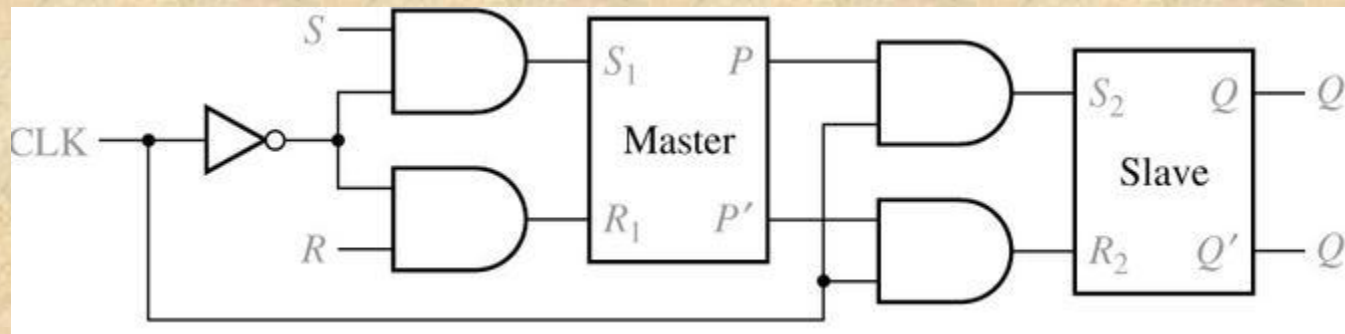 S
S₁ P
S₂ Q Q
CLK
Master
Slave
R₁ P′
R
R₂ Q′ Q